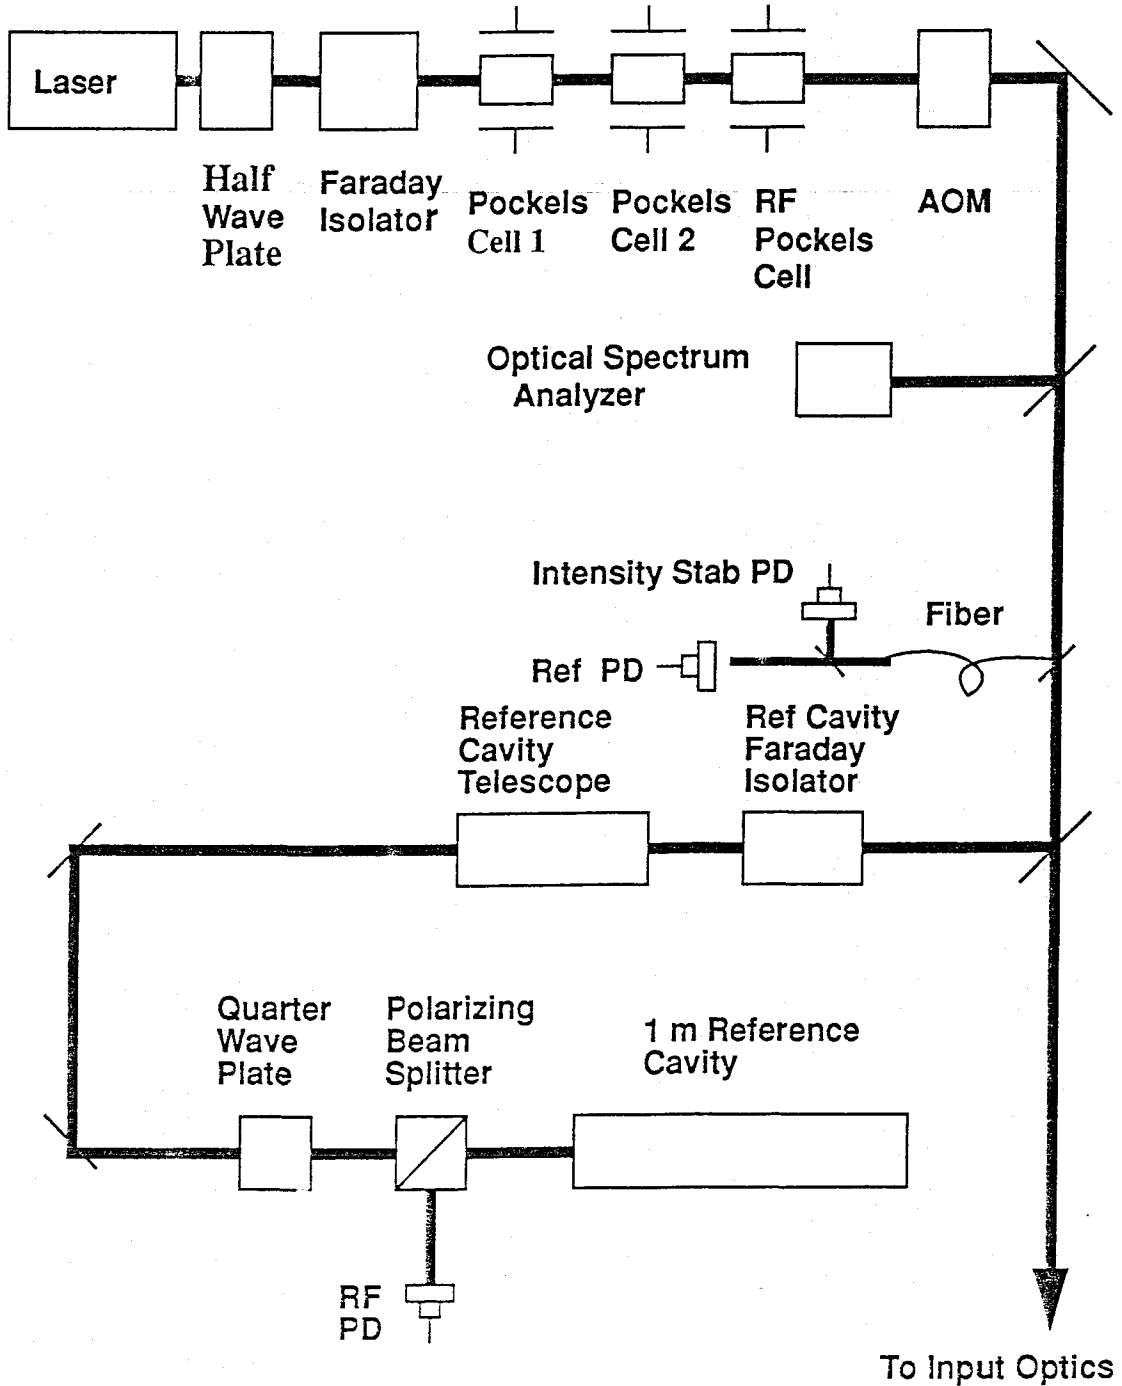 Laser
Half
Wave
Plate
Faraday
Isolator
Pockels
Cell 1
Pockels
Cell 2
RF
Pockels
Cell
AOM
Optical Spectrum
Analyzer
Intensity Stab PD
Fiber
Ref PD
Reference
Cavity
Telescope
Ref Cavity
Faraday
Isolator
Quarter
Wave
Plate
Polarizing
Beam
Splitter
1 m Reference
Cavity
RF
PD
To Input Optics